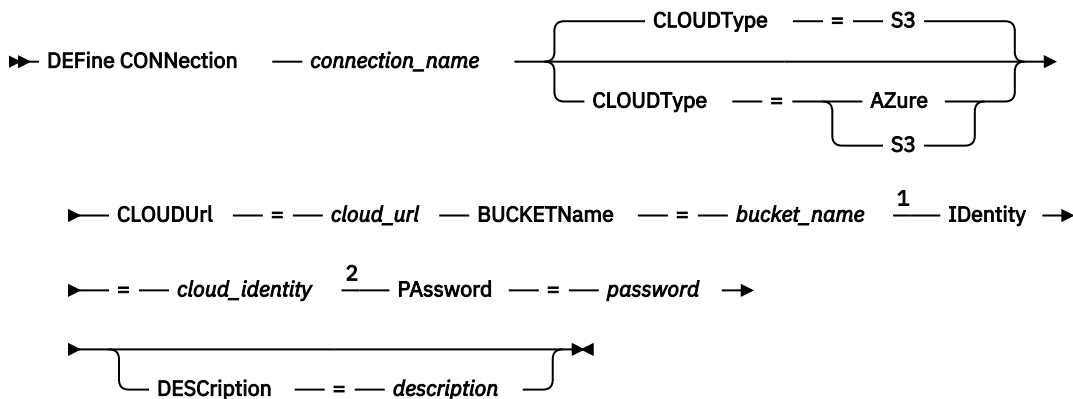 CLOUDType = S3
DEFine CONNection connection_name
CLOUDType = AZure
S3
CLOUDUrl = cloud_url BUCKETName = bucket_name 1 IDentity
= cloud_identity 2 PAssword = password
DESCription = description